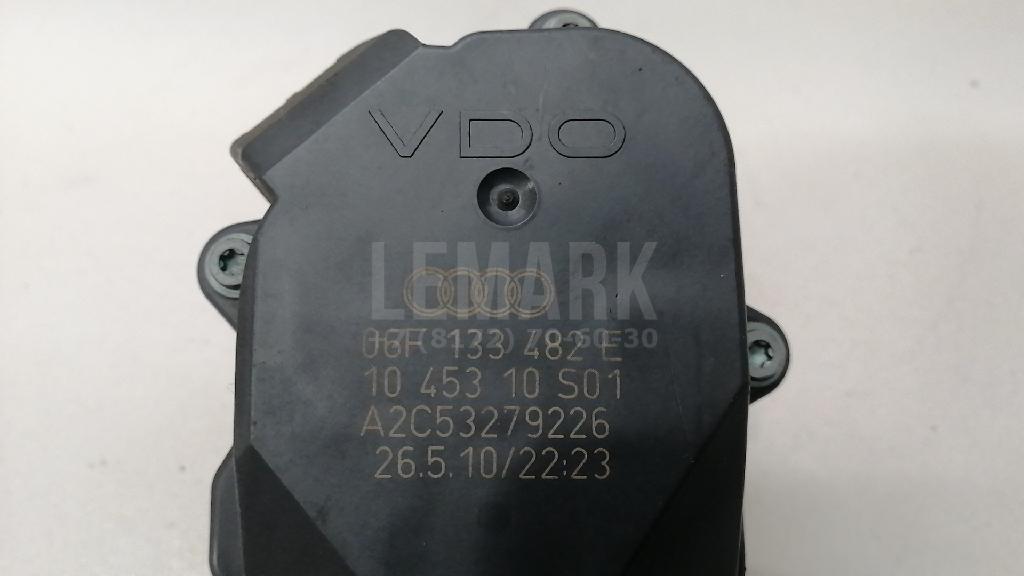 VDO
LEMARK
06F 133 482 E
10 453 10 S01
A2C53279226
26.5.10/22:23